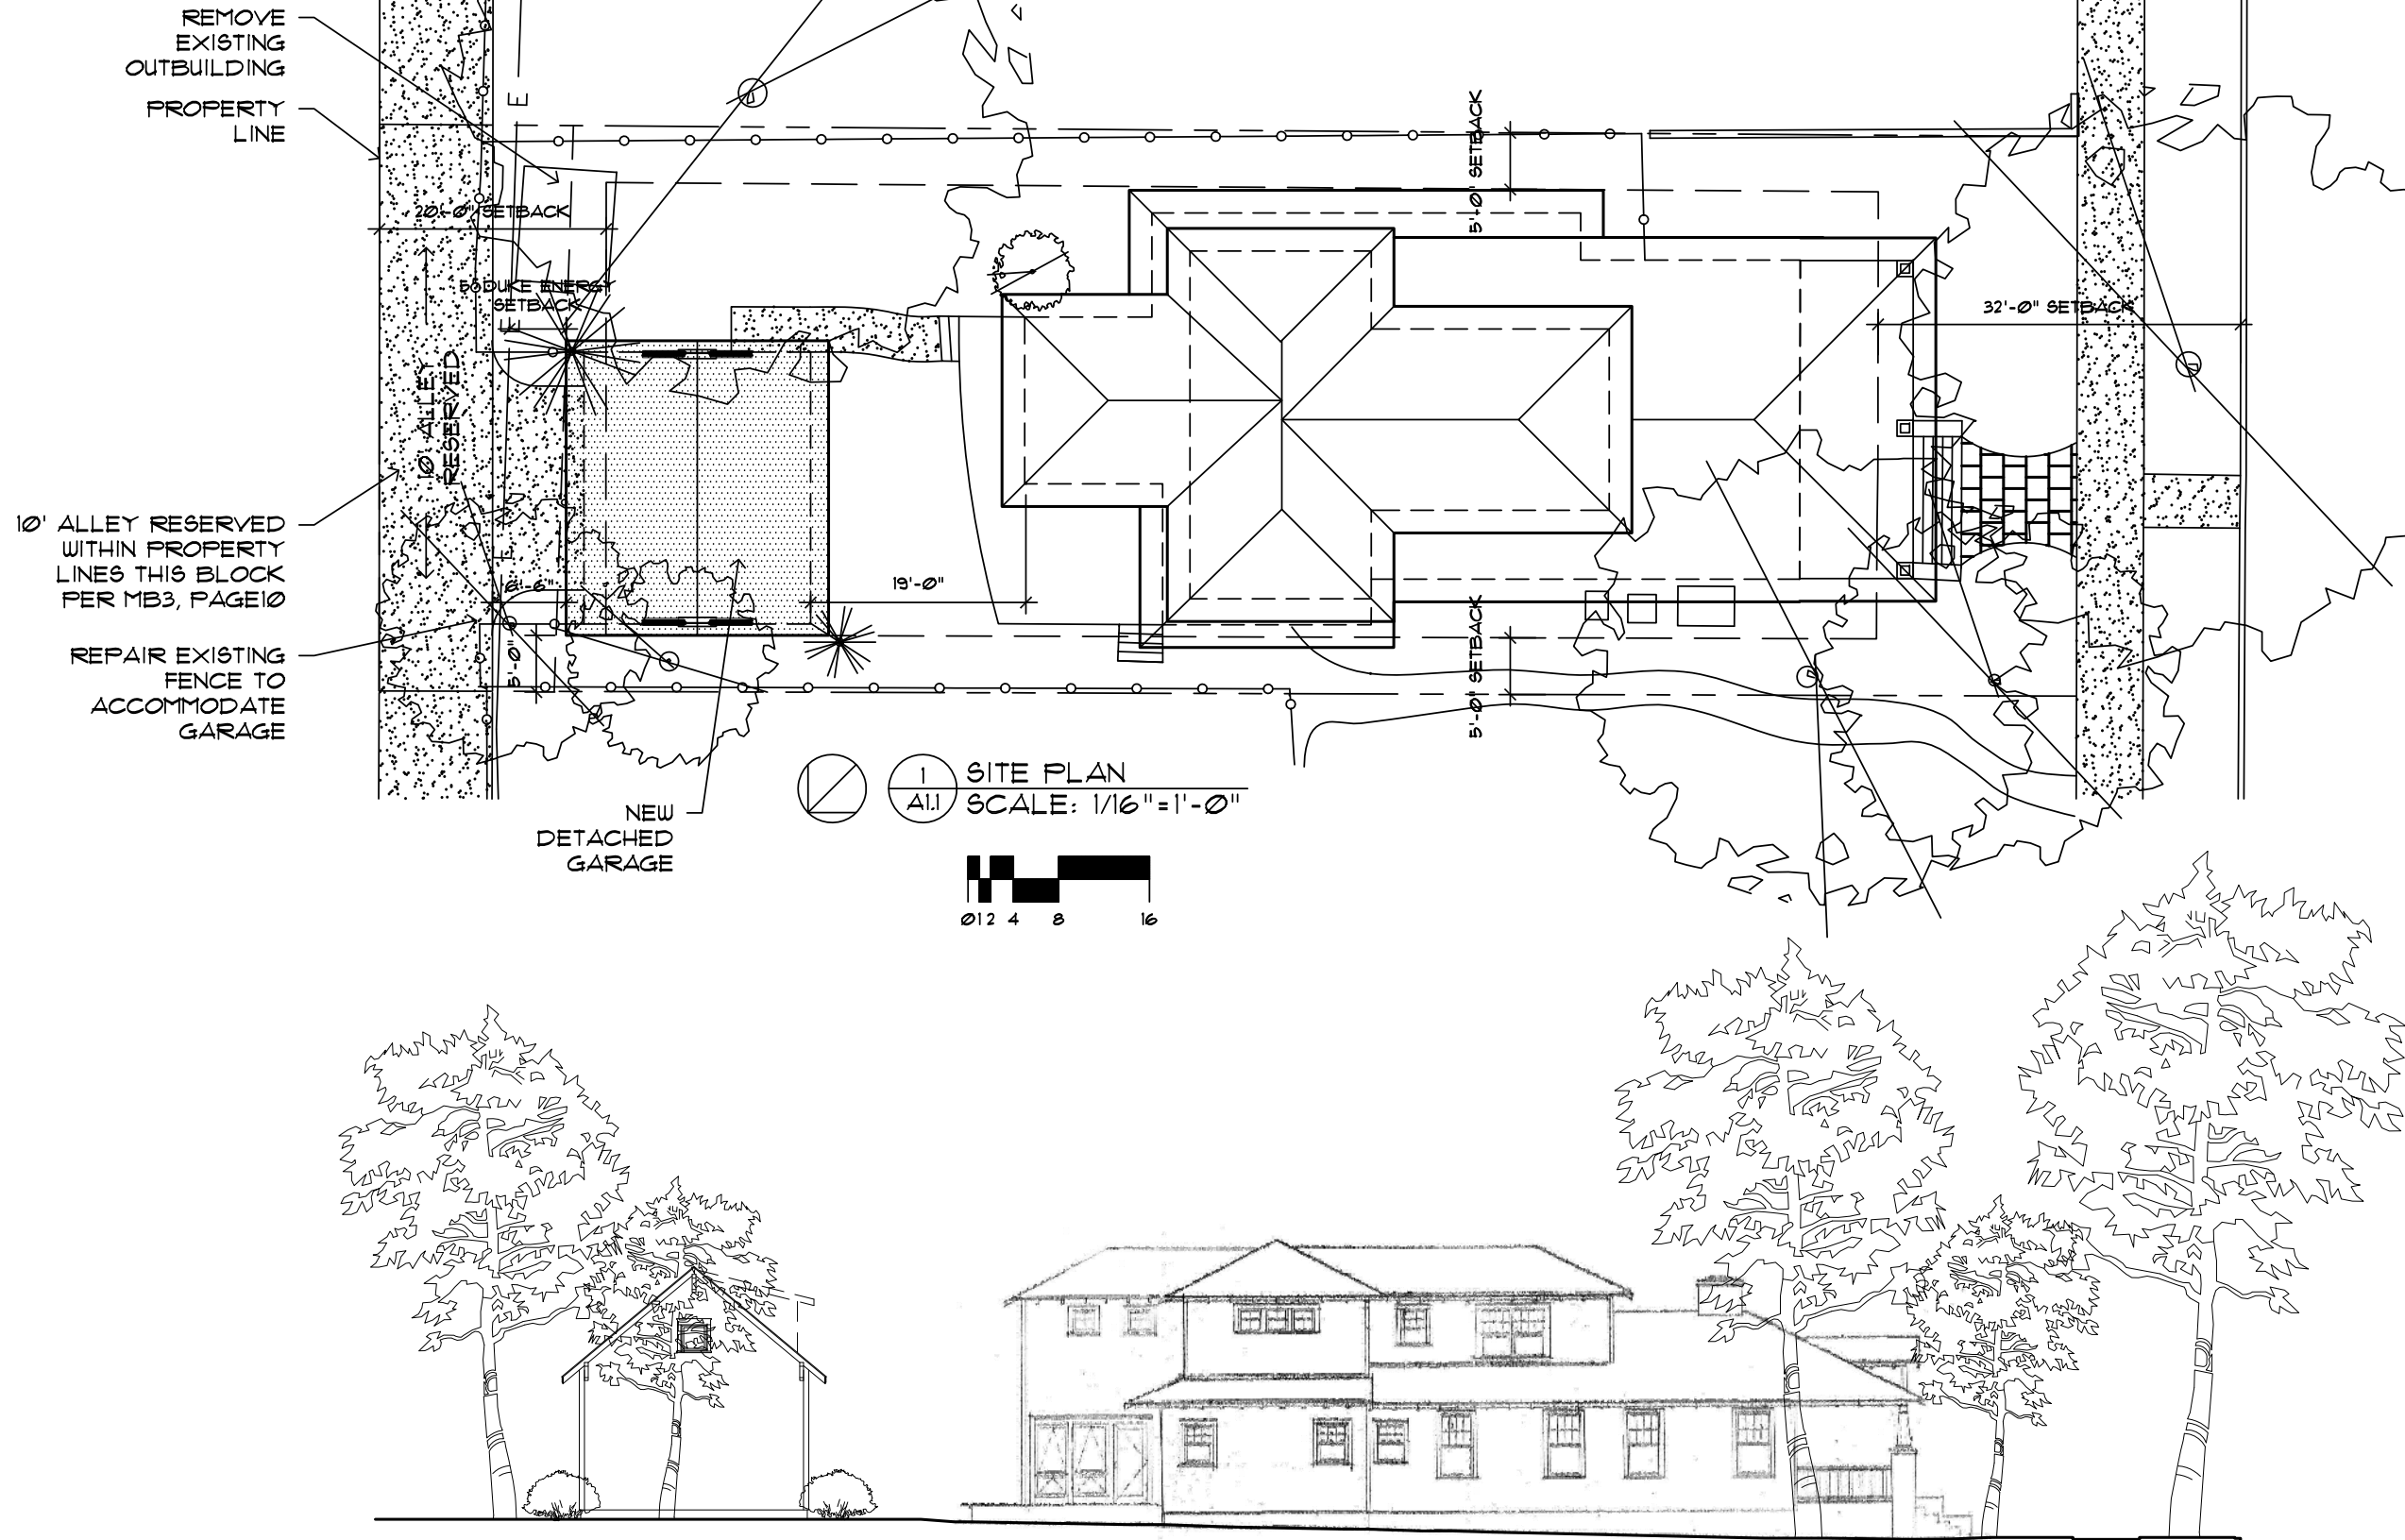 REMOVE
EXISTING
OUTBUILDING
PROPERTY
LINE
20'-0" SETBACK
DUKE ENERGY
SETBACK
10' ALLEY
RESERVED
10' ALLEY RESERVED
WITHIN PROPERTY
LINES THIS BLOCK
PER MB3, PAGE10
REPAIR EXISTING
FENCE TO
ACCOMMODATE
GARAGE
6'-6"
5'-0"
19'-0"
5'-0" SETBACK
5'-0" SETBACK
32'-0" SETBACK
E
E
E
NEW
DETACHED
GARAGE
1
A1.1
SITE PLAN
SCALE: 1/16"=1'-0"
0 1 2 4 8 16